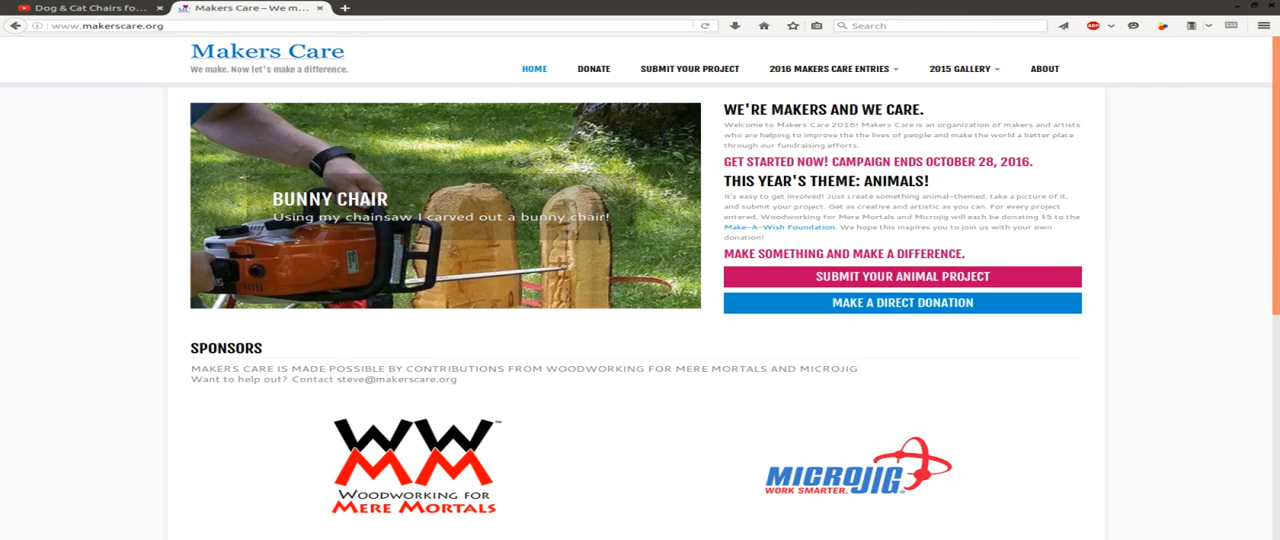 Dog & Cat Chairs fo...
Makers Care – We m...
www.makerscare.org
Search
ABP
Makers Care
We make. Now let's make a difference.
HOME
DONATE
SUBMIT YOUR PROJECT
2016 MAKERS CARE ENTRIES
2015 GALLERY
ABOUT
BUNNY CHAIR
Using my chainsaw I carved out a bunny chair!
WE'RE MAKERS AND WE CARE.
Welcome to Makers Care 2016! Makers Care is an organization of makers and artists
who are helping to improve the the lives of people and make the world a better place
through our fundraising efforts.
GET STARTED NOW! CAMPAIGN ENDS OCTOBER 28, 2016.
THIS YEAR'S THEME: ANIMALS!
It's easy to get involved! Just create something animal-themed, take a picture of it,
and submit your project. Get as creative and artistic as you can. For every project
entered, Woodworking for Mere Mortals and Microjig will each be donating $5 to the
Make-A-Wish Foundation. We hope this inspires you to join us with your own
donation!
MAKE SOMETHING AND MAKE A DIFFERENCE.
SUBMIT YOUR ANIMAL PROJECT
MAKE A DIRECT DONATION
SPONSORS
MAKERS CARE IS MADE POSSIBLE BY CONTRIBUTIONS FROM WOODWORKING FOR MERE MORTALS AND MICROJIG
Want to help out? Contact steve@makerscare.org
WW™
MM
WOODWORKING FOR
MERE MORTALS
MICROJIG®
WORK SMARTER.